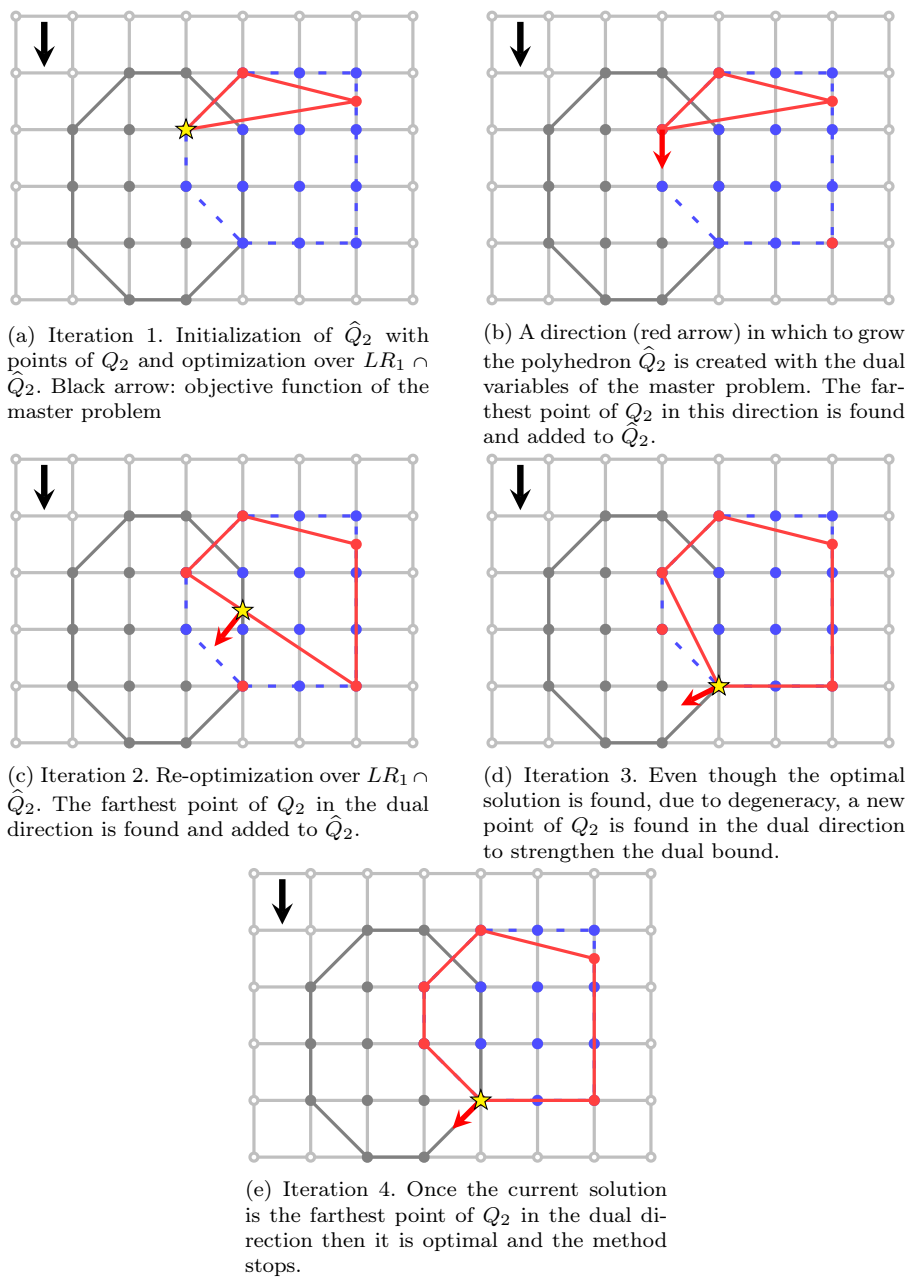 (a) Iteration 1. Initialization of Q̂₂ with
points of Q₂ and optimization over LR₁ ∩
Q̂₂. Black arrow: objective function of the
master problem
(b) A direction (red arrow) in which to grow
the polyhedron Q̂₂ is created with the dual
variables of the master problem. The far-
thest point of Q₂ in this direction is found
and added to Q̂₂.
(c) Iteration 2. Re-optimization over LR₁ ∩
Q̂₂. The farthest point of Q₂ in the dual
direction is found and added to Q̂₂.
(d) Iteration 3. Even though the optimal
solution is found, due to degeneracy, a new
point of Q₂ is found in the dual direction
to strengthen the dual bound.
(e) Iteration 4. Once the current solution
is the farthest point of Q₂ in the dual di-
rection then it is optimal and the method
stops.